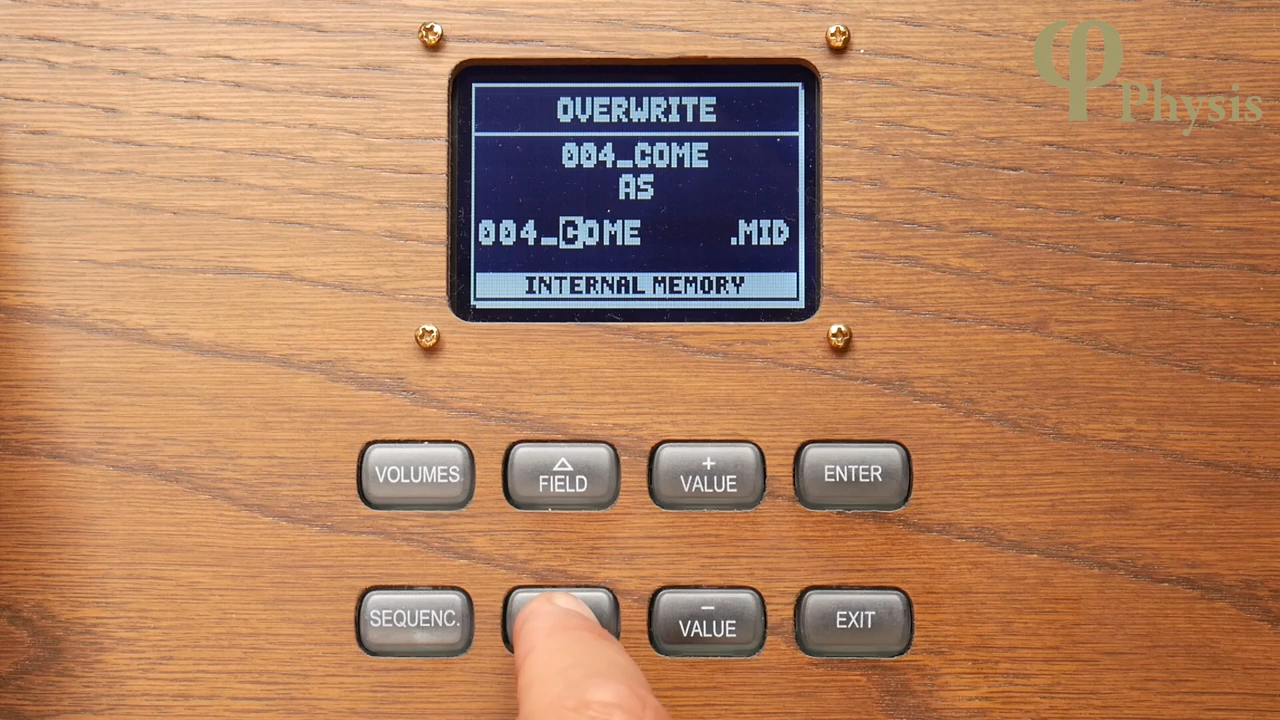 φ Physis
OVERWRITE
004_COME
AS
004_COME .MID
INTERNAL MEMORY
VOLUMES
△ FIELD
+ VALUE
ENTER
SEQUENC.
− VALUE
EXIT